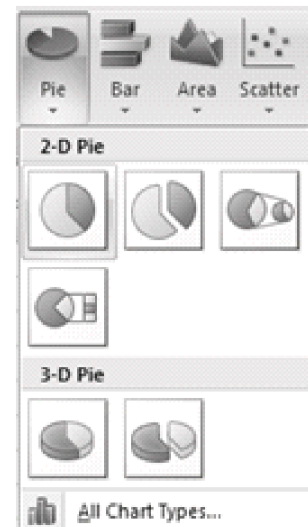 Pie Bar Area Scatter
2-D Pie
3-D Pie
All Chart Types...